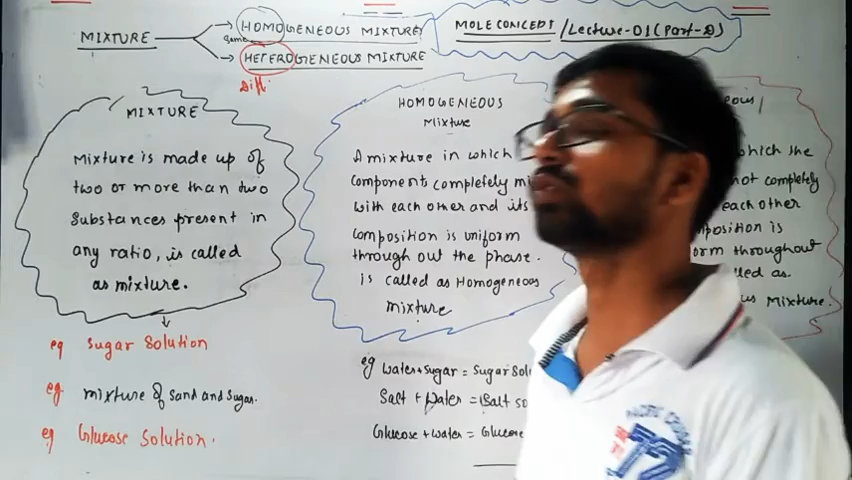 MIXTURE
HOMOGENEOUS MIXTURE
same
HETEROGENEOUS MIXTURE
Diff.
MOLE CONCEPT /Lecture-01(Part-D)
MIXTURE
Mixture is made up of
two or more than two
Substances present in
any ratio, is called
as mixture.
eg Sugar Solution
eg. mixture of Sand and Sugar.
eg Glucose Solution.
HOMOGENEOUS
Mixture
A mixture in which
components completely mi
with each other and its
composition is uniform
through out the phase.
is called as Homogeneous
mixture
eg Water+Sugar = Sugar Sol
Salt + Water = Salt so
Glucose + water = Glucose
eous/
which the
not completely
each other
mposition is
orm throughout
lled as.
us Mixture.
77